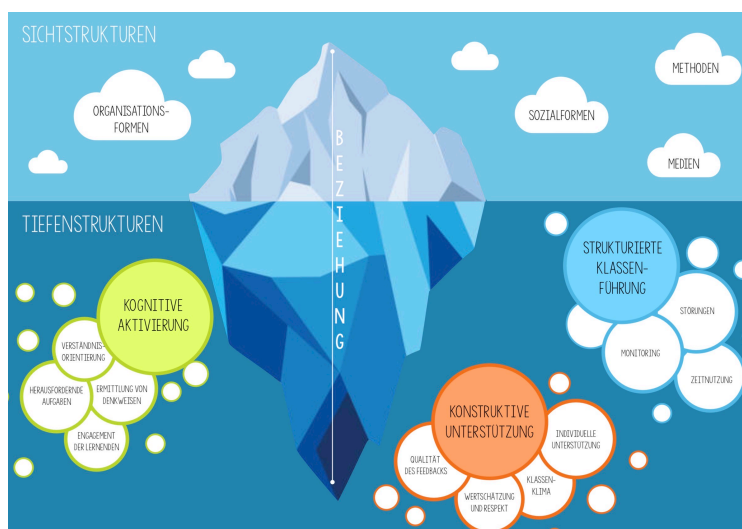 SICHTSTRUKTUREN
ORGANISATIONS-
FORMEN
SOZIALFORMEN
METHODEN
MEDIEN
BEZIEHUNG
TIEFENSTRUKTUREN
KOGNITIVE
AKTIVIERUNG
VERSTÄNDNIS-
ORIENTIERUNG
HERAUSFORDERNDE
AUFGABEN
ERMITTLUNG VON
DENKWEISEN
ENGAGEMENT
DER LERNENDEN
KONSTRUKTIVE
UNTERSTÜTZUNG
QUALITÄT
DES FEEDBACKS
WERTSCHÄTZUNG
UND RESPEKT
KLASSEN-
KLIMA
INDIVIDUELLE
UNTERSTÜTZUNG
STRUKTURIERTE
KLASSEN-
FÜHRUNG
STÖRUNGEN
MONITORING
ZEITNUTZUNG